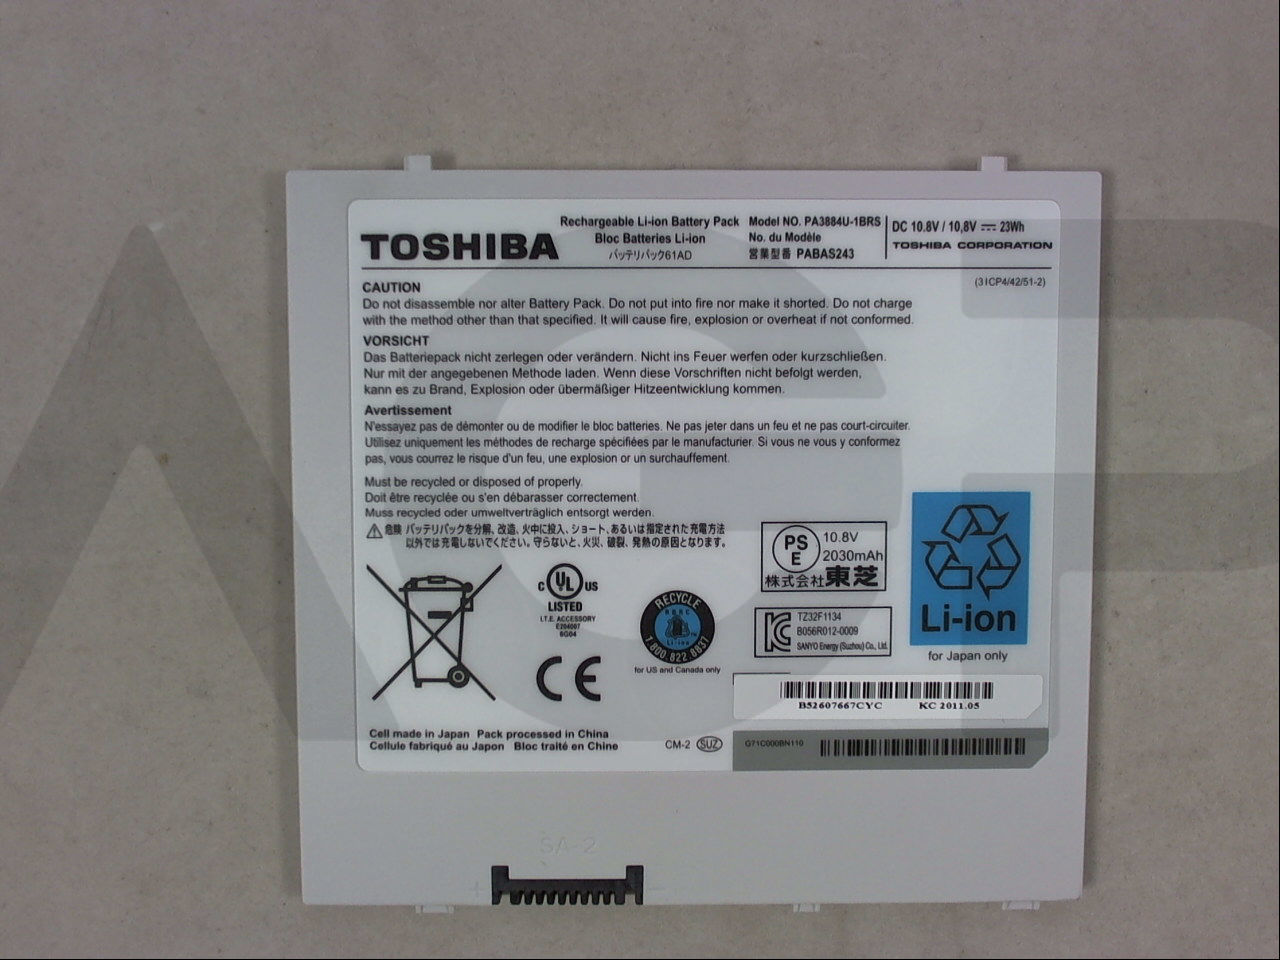 TOSHIBA
Rechargeable Li-ion Battery Pack
Bloc Batteries Li-ion
バッテリパック61AD
Model NO. PA3884U-1BRS
No. du Modèle
営業型番 PABAS243
DC 10.8V / 10,8V ⎓ 23Wh
TOSHIBA CORPORATION
(3ICP4/42/51-2)
CAUTION
Do not disassemble nor alter Battery Pack. Do not put into fire nor make it shorted. Do not charge
with the method other than that specified. It will cause fire, explosion or overheat if not conformed.
VORSICHT
Das Batteriepack nicht zerlegen oder verändern. Nicht ins Feuer werfen oder kurzschließen.
Nur mit der angegebenen Methode laden. Wenn diese Vorschriften nicht befolgt werden,
kann es zu Brand, Explosion oder übermäßiger Hitzeentwicklung kommen.
Avertissement
N'essayez pas de démonter ou de modifier le bloc batteries. Ne pas jeter dans un feu et ne pas court-circuiter.
Utilisez uniquement les méthodes de recharge spécifiées par le manufacturier. Si vous ne vous y conformez
pas, vous courrez le risque d'un feu, une explosion or un surchauffement.
Must be recycled or disposed of properly.
Doit être recyclée ou s'en débarasser correctement.
Muss recycled oder umweltverträglich entsorgt werden.
⚠危険 バッテリパックを分解、改造、火中に投入、ショート、あるいは指定された充電方法
以外では充電しないでください。守らないと、火災、破裂、発熱の原因となります。
C UL US
LISTED
I.T.E. ACCESSORY
E204007
6G04
CE
RECYCLE
RBRC
Li-ion
1.800.822.8837
for US and Canada only
PS
E
10.8V
2030mAh
株式会社東芝
TZ32F1134
B056R012-0009
SANYO Energy (Suzhou) Co., Ltd.
Li-ion
for Japan only
B52607667CYC KC 2011.05
Cell made in Japan Pack processed in China
Cellule fabriqué au Japon Bloc traité en Chine
CM-2 SUZ
G71C000BN110
SA-2
+ −